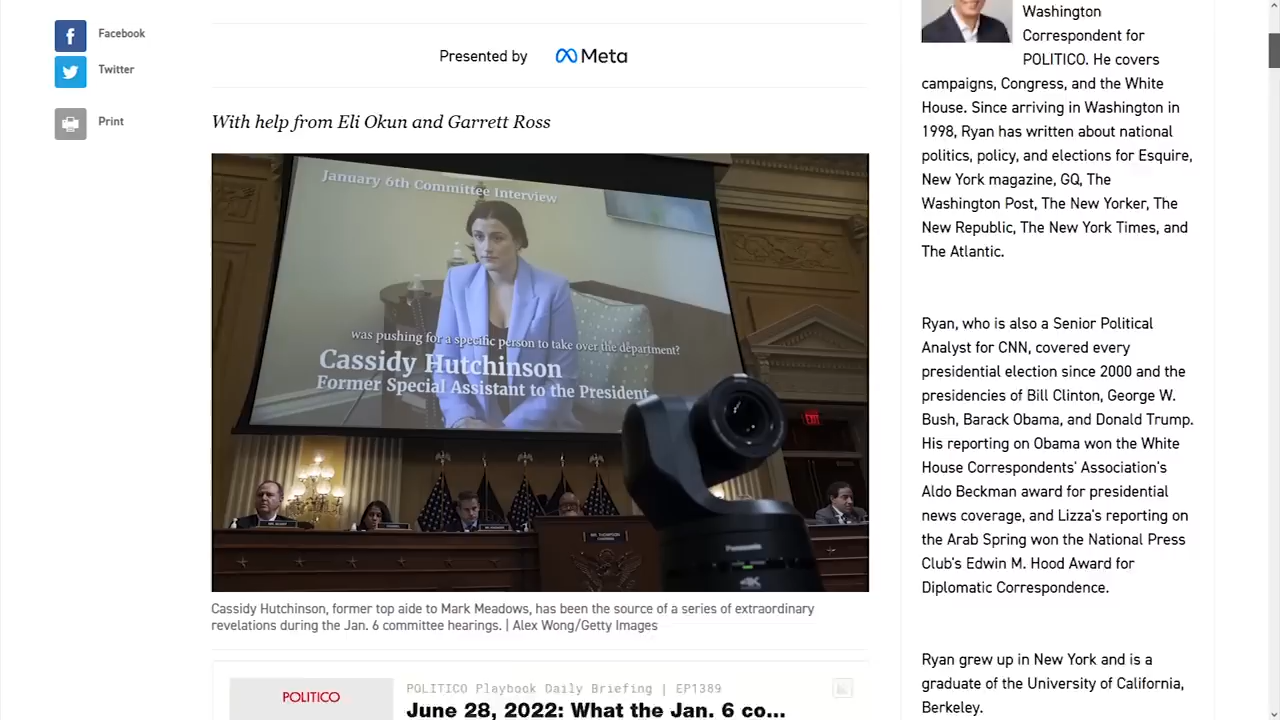 Facebook
Twitter
Print
Presented by
Meta
With help from Eli Okun and Garrett Ross
January 6th Committee Interview
was pushing for a specific person to take over the department?
Cassidy Hutchinson
Former Special Assistant to the President
EXIT
MR. THOMPSON
CHAIRMAN
Panasonic
4K
Cassidy Hutchinson, former top aide to Mark Meadows, has been the source of a series of extraordinary
revelations during the Jan. 6 committee hearings. | Alex Wong/Getty Images
POLITICO
POLITICO Playbook Daily Briefing | EP1389
June 28, 2022: What the Jan. 6 co...
Washington
Correspondent for
POLITICO. He covers
campaigns, Congress, and the White
House. Since arriving in Washington in
1998, Ryan has written about national
politics, policy, and elections for Esquire,
New York magazine, GQ, The
Washington Post, The New Yorker, The
New Republic, The New York Times, and
The Atlantic.
Ryan, who is also a Senior Political
Analyst for CNN, covered every
presidential election since 2000 and the
presidencies of Bill Clinton, George W.
Bush, Barack Obama, and Donald Trump.
His reporting on Obama won the White
House Correspondents' Association's
Aldo Beckman award for presidential
news coverage, and Lizza's reporting on
the Arab Spring won the National Press
Club's Edwin M. Hood Award for
Diplomatic Correspondence.
Ryan grew up in New York and is a
graduate of the University of California,
Berkeley.